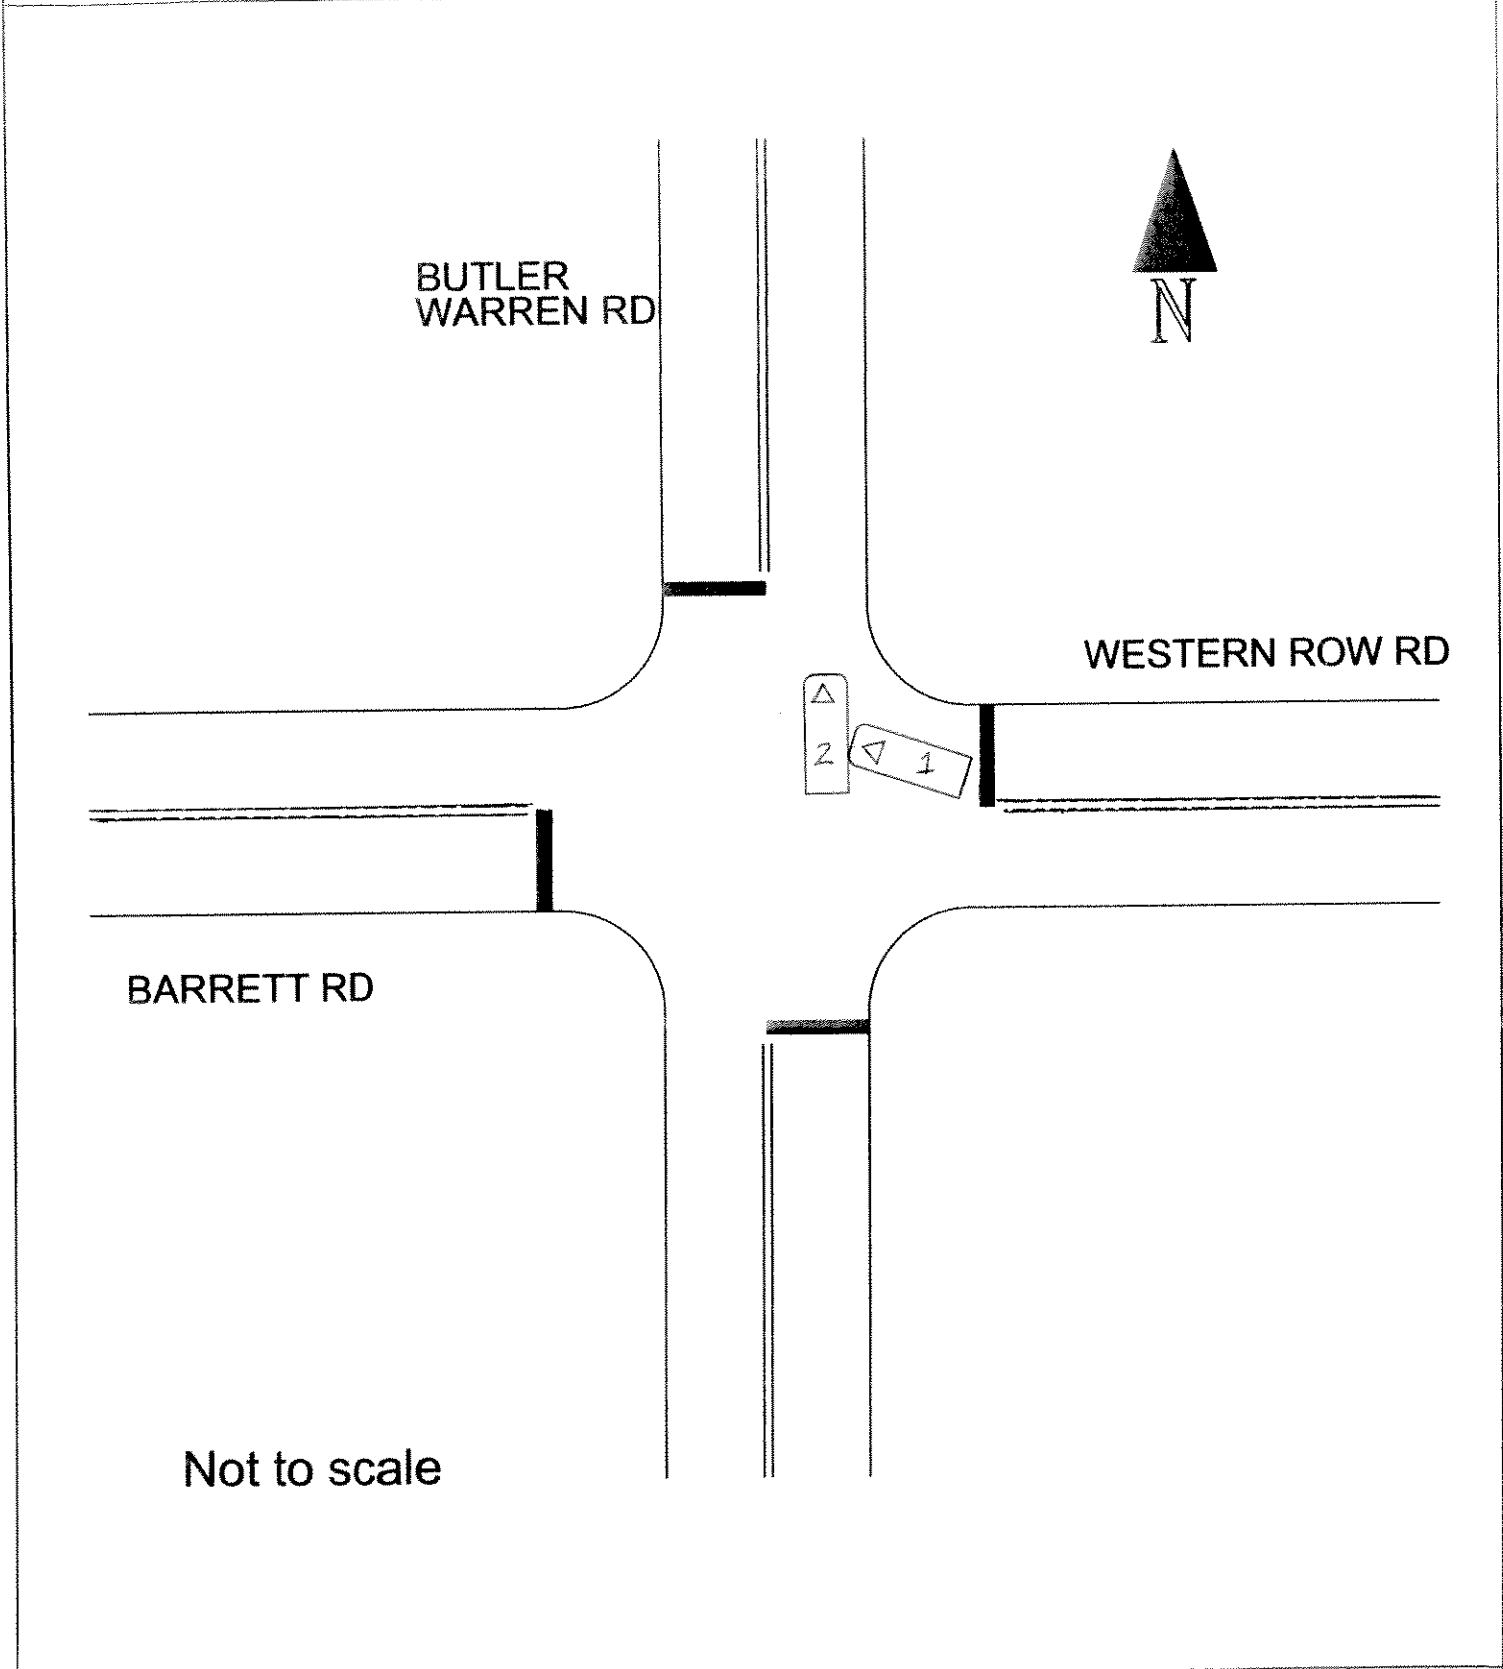 BUTLER
WARREN RD
N
WESTERN ROW RD
2
1
BARRETT RD
Not to scale